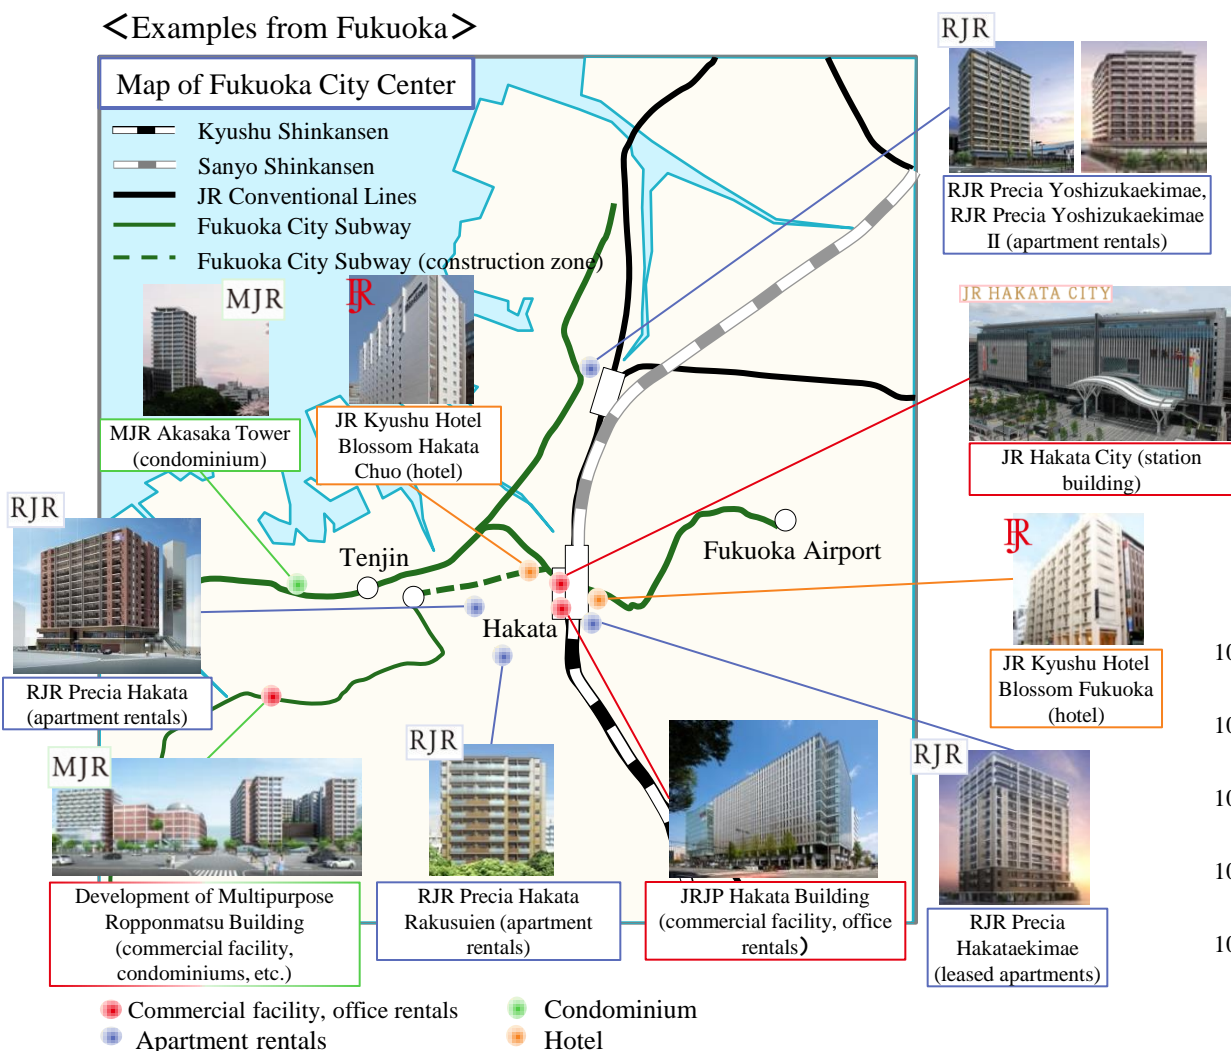 <Examples from Fukuoka>
Map of Fukuoka City Center
Kyushu Shinkansen
Sanyo Shinkansen
JR Conventional Lines
Fukuoka City Subway
Fukuoka City Subway (construction zone)
RJR
RJR Precia Yoshizukaekimae,
RJR Precia Yoshizukaekimae
II (apartment rentals)
MJR
MJR Akasaka Tower
(condominium)
JR
JR Kyushu Hotel
Blossom Hakata
Chuo (hotel)
JR HAKATA CITY
JR Hakata City (station
building)
RJR
RJR Precia Hakata
(apartment rentals)
Tenjin
Hakata
Fukuoka Airport
JR
JR Kyushu Hotel
Blossom Fukuoka
(hotel)
MJR
Development of Multipurpose
Ropponmatsu Building
(commercial facility,
condominiums, etc.)
RJR
RJR Precia Hakata
Rakusuien (apartment
rentals)
JRJP Hakata Building
(commercial facility, office
rentals)
RJR
RJR Precia
Hakataekimae
(leased apartments)
10
10
10
10
10
Commercial facility, office rentals
Condominium
Apartment rentals
Hotel